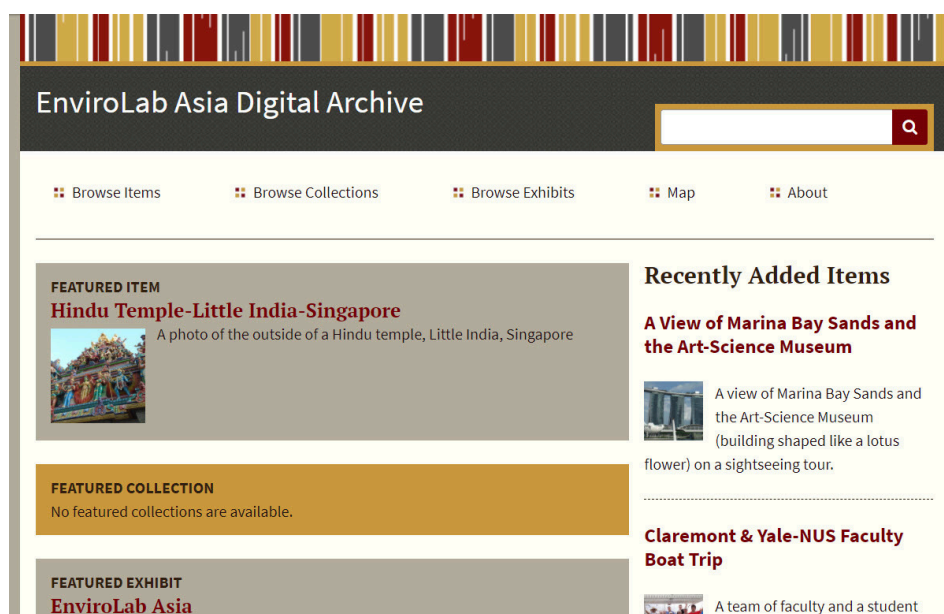 EnviroLab Asia Digital Archive
Browse Items
Browse Collections
Browse Exhibits
Map
About
FEATURED ITEM
Hindu Temple-Little India-Singapore
A photo of the outside of a Hindu temple, Little India, Singapore
FEATURED COLLECTION
No featured collections are available.
FEATURED EXHIBIT
EnviroLab Asia
Recently Added Items
A View of Marina Bay Sands and
the Art-Science Museum
A view of Marina Bay Sands and
the Art-Science Museum
(building shaped like a lotus
flower) on a sightseeing tour.
Claremont & Yale-NUS Faculty
Boat Trip
A team of faculty and a student